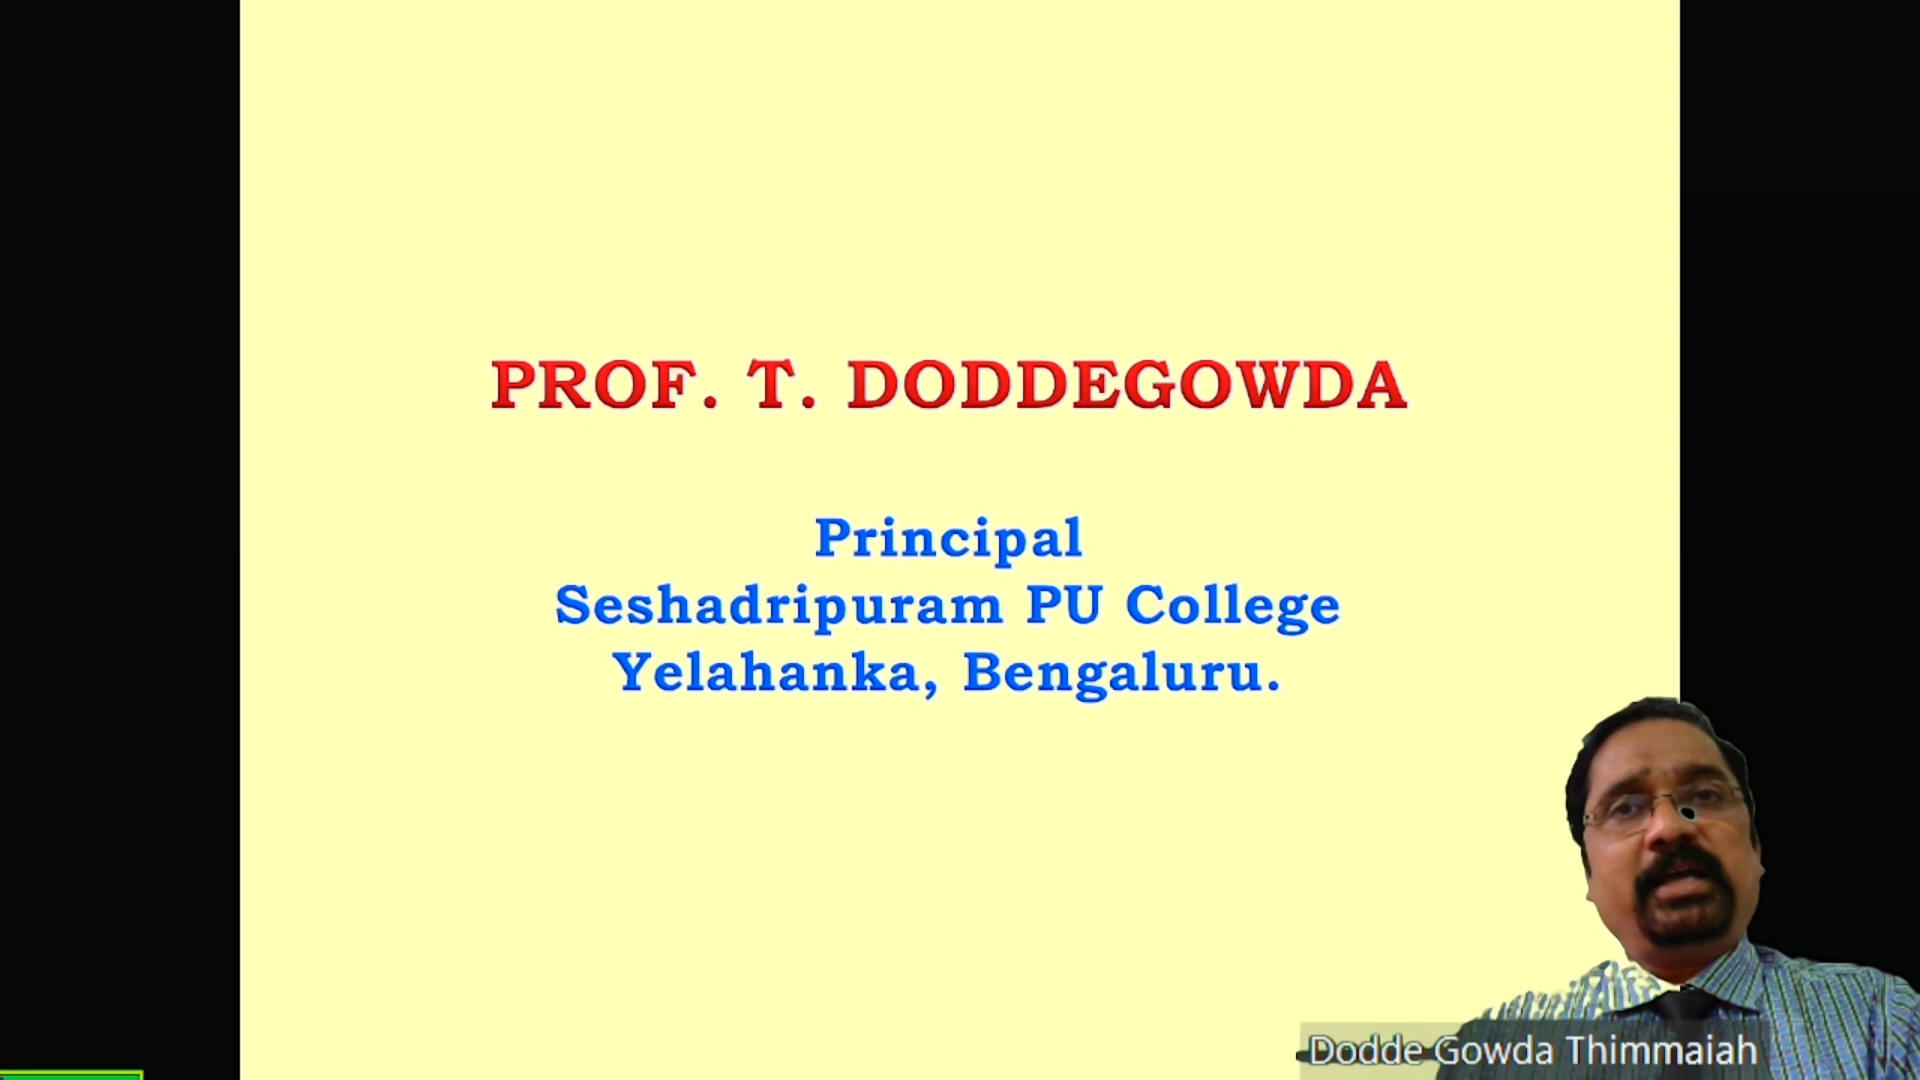 PROF. T. DODDEGOWDA
Principal
Seshadripuram PU College
Yelahanka, Bengaluru.
Dodde Gowda Thimmaiah